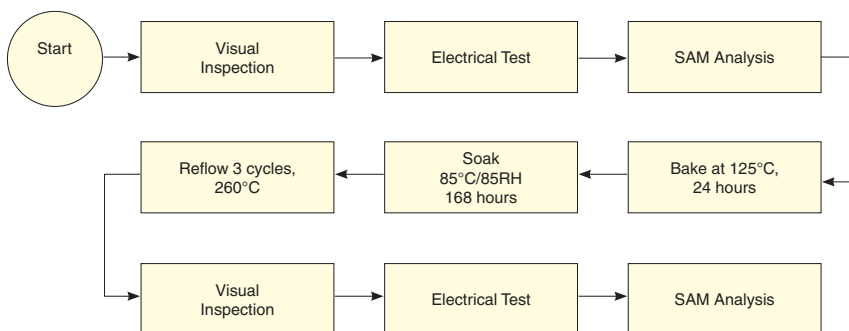 Start
Visual
Inspection
Electrical Test
SAM Analysis
Reflow 3 cycles,
260°C
Soak
85°C/85RH
168 hours
Bake at 125°C,
24 hours
Visual
Inspection
Electrical Test
SAM Analysis